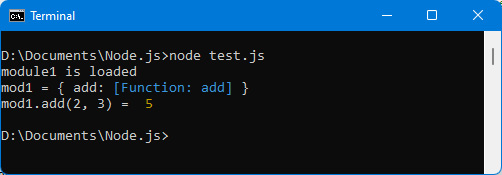 Terminal
D:\Documents\Node.js>node test.js
module1 is loaded
mod1 = { add: [Function: add] }
mod1.add(2, 3) =  5
D:\Documents\Node.js>